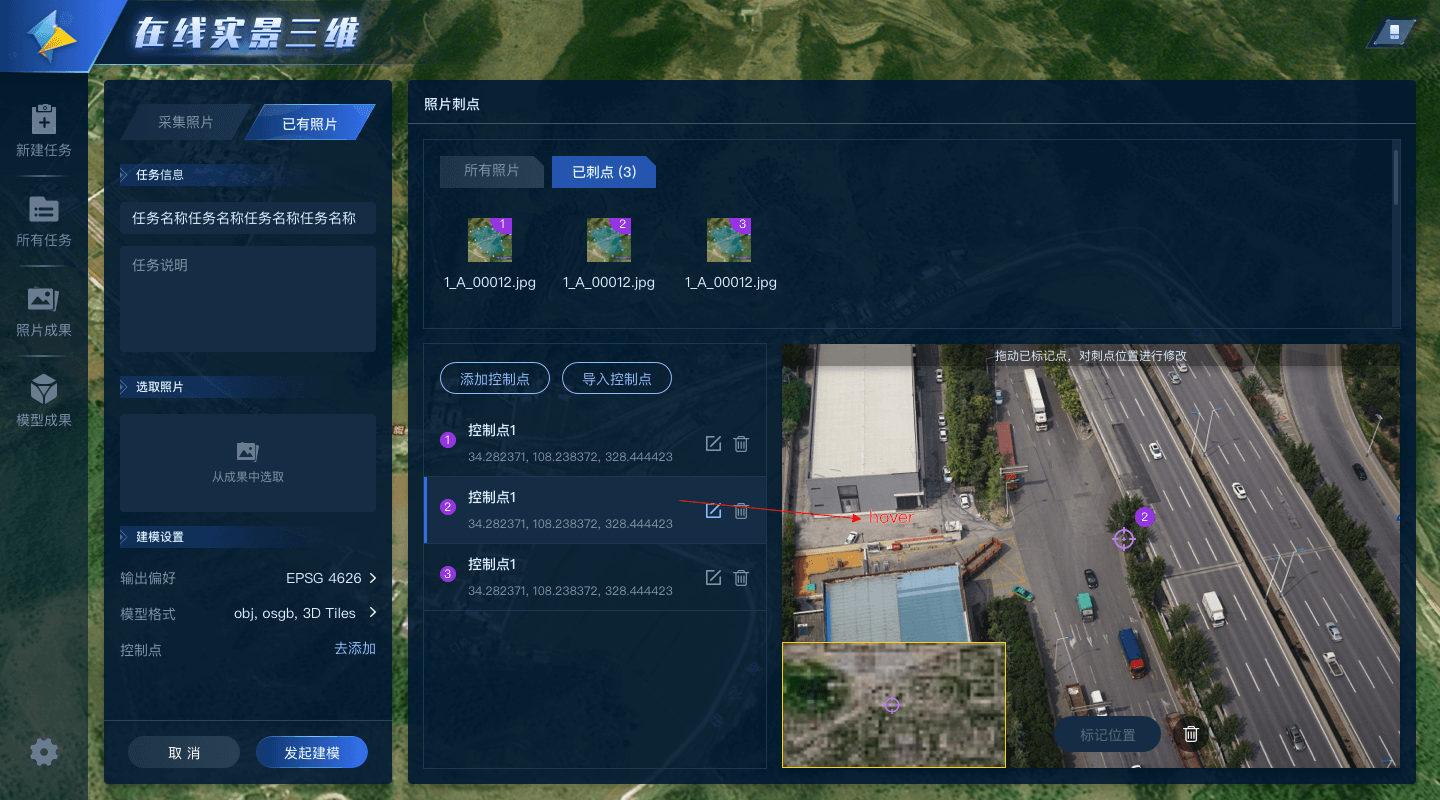 在线实景三维
新建任务
所有任务
照片成果
模型成果
采集照片
已有照片
任务信息
任务名称任务名称任务名称任务名称
任务说明
选取照片
从成果中选取
建模设置
输出偏好
EPSG 4626
模型格式
obj, osgb, 3D Tiles
控制点
去添加
取 消
发起建模
照片刺点
所有照片
已刺点 (3)
1
2
3
1_A_00012.jpg
1_A_00012.jpg
1_A_00012.jpg
添加控制点
导入控制点
1
控制点1
34.282371, 108.238372, 328.444423
2
控制点1
34.282371, 108.238372, 328.444423
3
控制点1
34.282371, 108.238372, 328.444423
hover
拖动已标记点，对刺点位置进行修改
2
标记位置